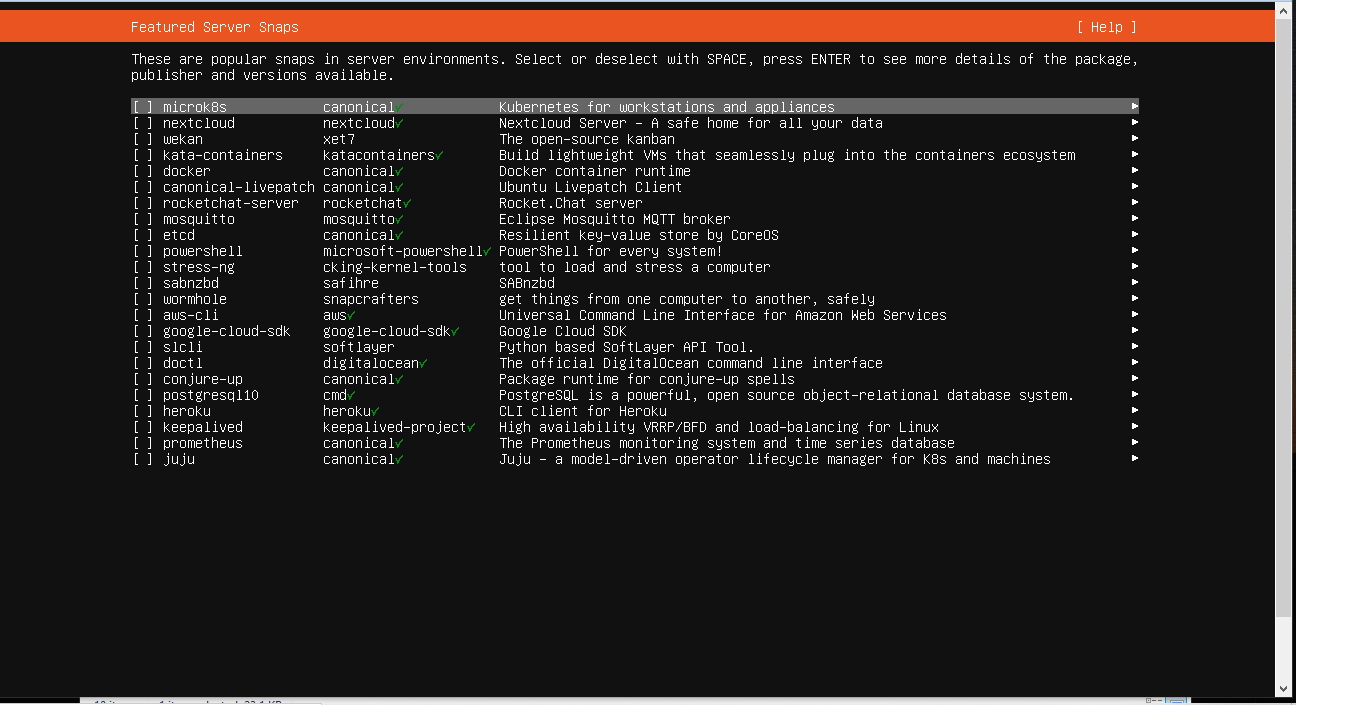 Featured Server Snaps [ Help ]
These are popular snaps in server environments. Select or deselect with SPACE, press ENTER to see more details of the package,
publisher and versions available.
[ ] microk8s canonical✓ Kubernetes for workstations and appliances ►
[ ] nextcloud nextcloud✓ Nextcloud Server - A safe home for all your data ►
[ ] wekan xet7 The open-source kanban ►
[ ] kata-containers katacontainers✓ Build lightweight VMs that seamlessly plug into the containers ecosystem ►
[ ] docker canonical✓ Docker container runtime ►
[ ] canonical-livepatch canonical✓ Ubuntu Livepatch Client ►
[ ] rocketchat-server rocketchat✓ Rocket.Chat server ►
[ ] mosquitto mosquitto✓ Eclipse Mosquitto MQTT broker ►
[ ] etcd canonical✓ Resilient key-value store by CoreOS ►
[ ] powershell microsoft-powershell✓ PowerShell for every system! ►
[ ] stress-ng cking-kernel-tools tool to load and stress a computer ►
[ ] sabnzbd safihre SABnzbd ►
[ ] wormhole snapcrafters get things from one computer to another, safely ►
[ ] aws-cli aws✓ Universal Command Line Interface for Amazon Web Services ►
[ ] google-cloud-sdk google-cloud-sdk✓ Google Cloud SDK ►
[ ] slcli softlayer Python based SoftLayer API Tool. ►
[ ] doctl digitalocean✓ The official DigitalOcean command line interface ►
[ ] conjure-up canonical✓ Package runtime for conjure-up spells ►
[ ] postgresql10 cmd✓ PostgreSQL is a powerful, open source object-relational database system. ►
[ ] heroku heroku✓ CLI client for Heroku ►
[ ] keepalived keepalived-project✓ High availability VRRP/BFD and load-balancing for Linux ►
[ ] prometheus canonical✓ The Prometheus monitoring system and time series database ►
[ ] juju canonical✓ Juju - a model-driven operator lifecycle manager for K8s and machines ►